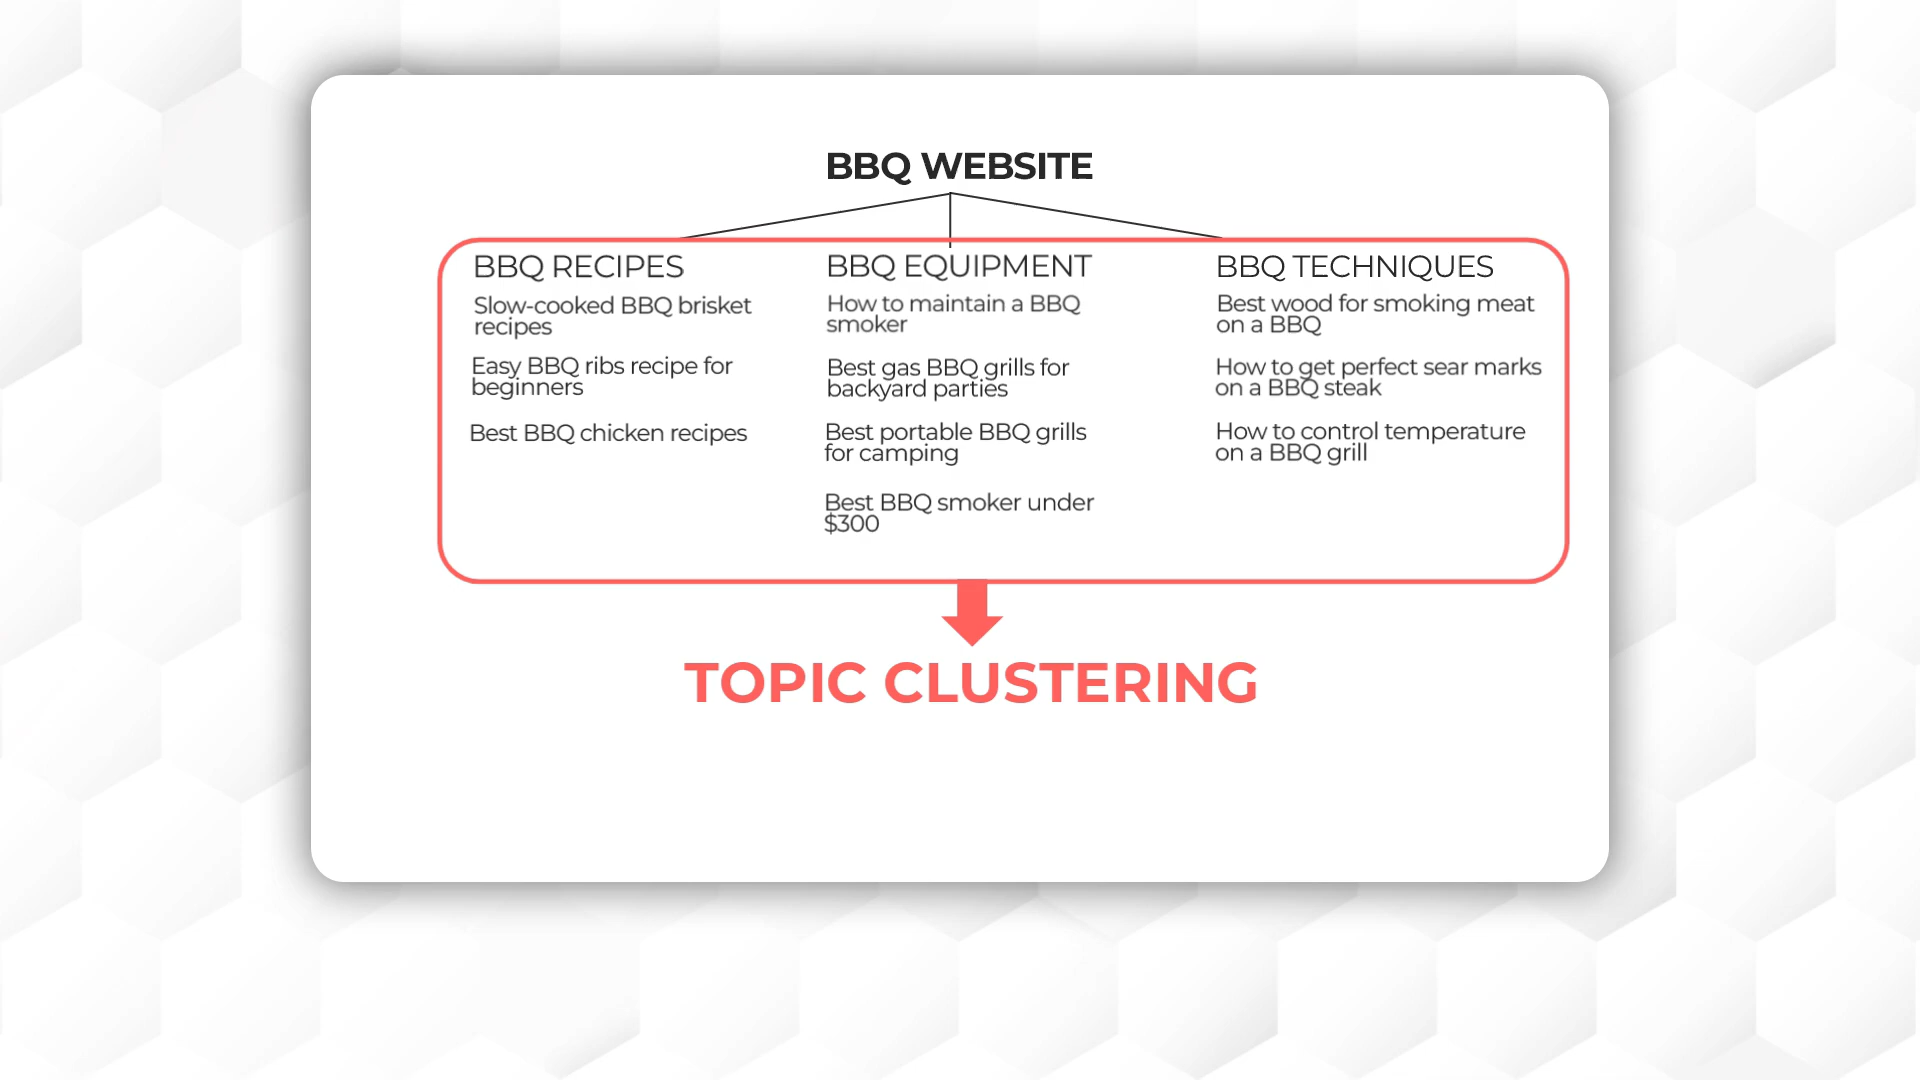 BBQ WEBSITE
BBQ RECIPES
Slow-cooked BBQ brisket
recipes
Easy BBQ ribs recipe for
beginners
Best BBQ chicken recipes
BBQ EQUIPMENT
How to maintain a BBQ
smoker
Best gas BBQ grills for
backyard parties
Best portable BBQ grills
for camping
Best BBQ smoker under
$300
BBQ TECHNIQUES
Best wood for smoking meat
on a BBQ
How to get perfect sear marks
on a BBQ steak
How to control temperature
on a BBQ grill
TOPIC CLUSTERING